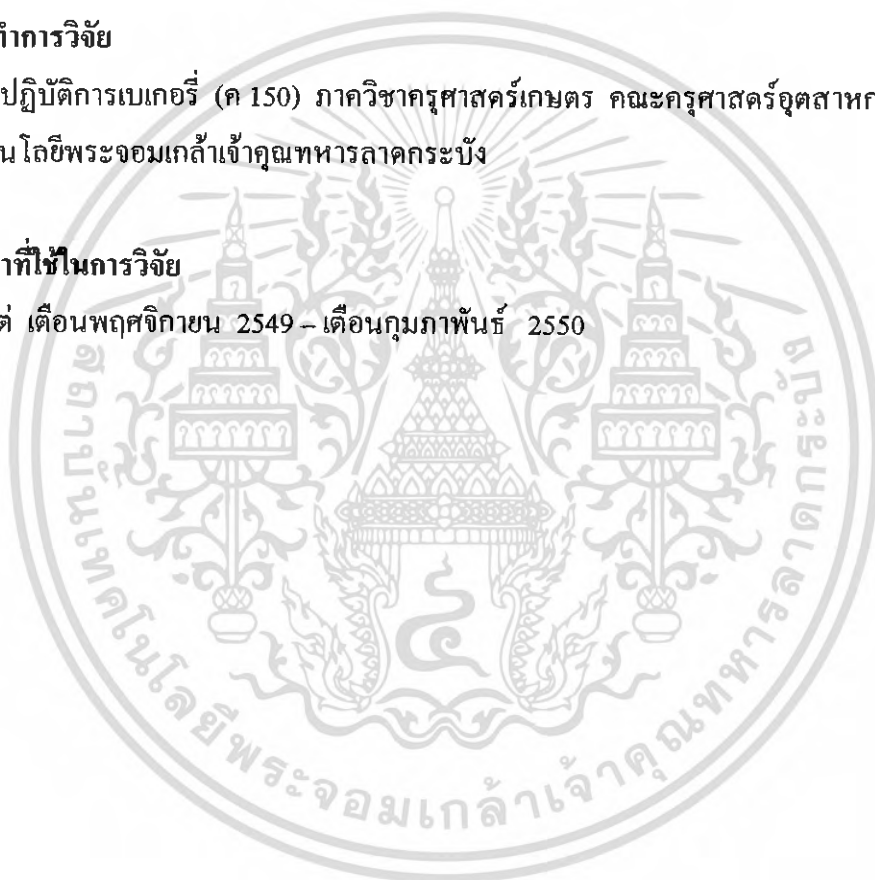 ทำการวิจัย
ปฏิบัติการเบเกอรี่ (ค 150) ภาควิชาครุศาสตร์เกษตร คณะครุศาสตร์อุตสาหก
นโลยีพระจอมเกล้าเจ้าคุณทหารลาดกระบัง
าที่ใช้ในการวิจัย
ต่ เดือนพฤศจิกายน 2549 – เดือนกุมภาพันธ์ 2550
สถาบันเทคโนโลยีพระจอมเกล้าเจ้าคุณทหารลาดกระบัง